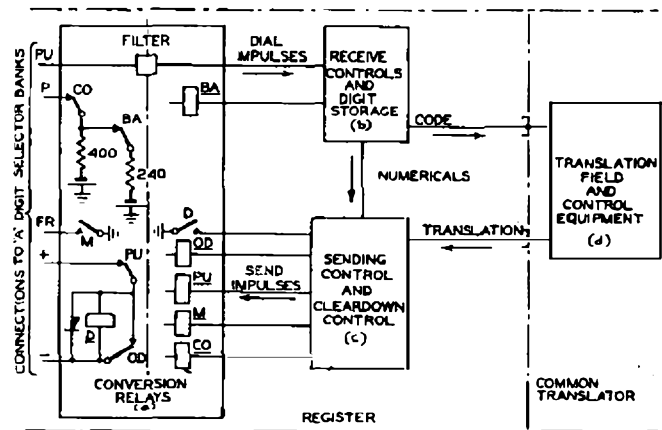 CONNECTIONS TO 'A' DIGIT SELECTOR BANKS
PU
P
FR
+
-
FILTER
CO
BA
400
240
BA
M
D
OD
PU
PU
M
CO
D
OD
CONVERSION
RELAYS
(a)
DIAL
IMPULSES
RECEIVE
CONTROLS
AND
DIGIT
STORAGE
(b)
CODE
NUMERICALS
TRANSLATION
SEND
IMPULSES
SENDING
CONTROL
AND
CLEARDOWN
CONTROL
(c)
TRANSLATION
FIELD
AND
CONTROL
EQUIPMENT
(d)
REGISTER
COMMON
TRANSLATOR